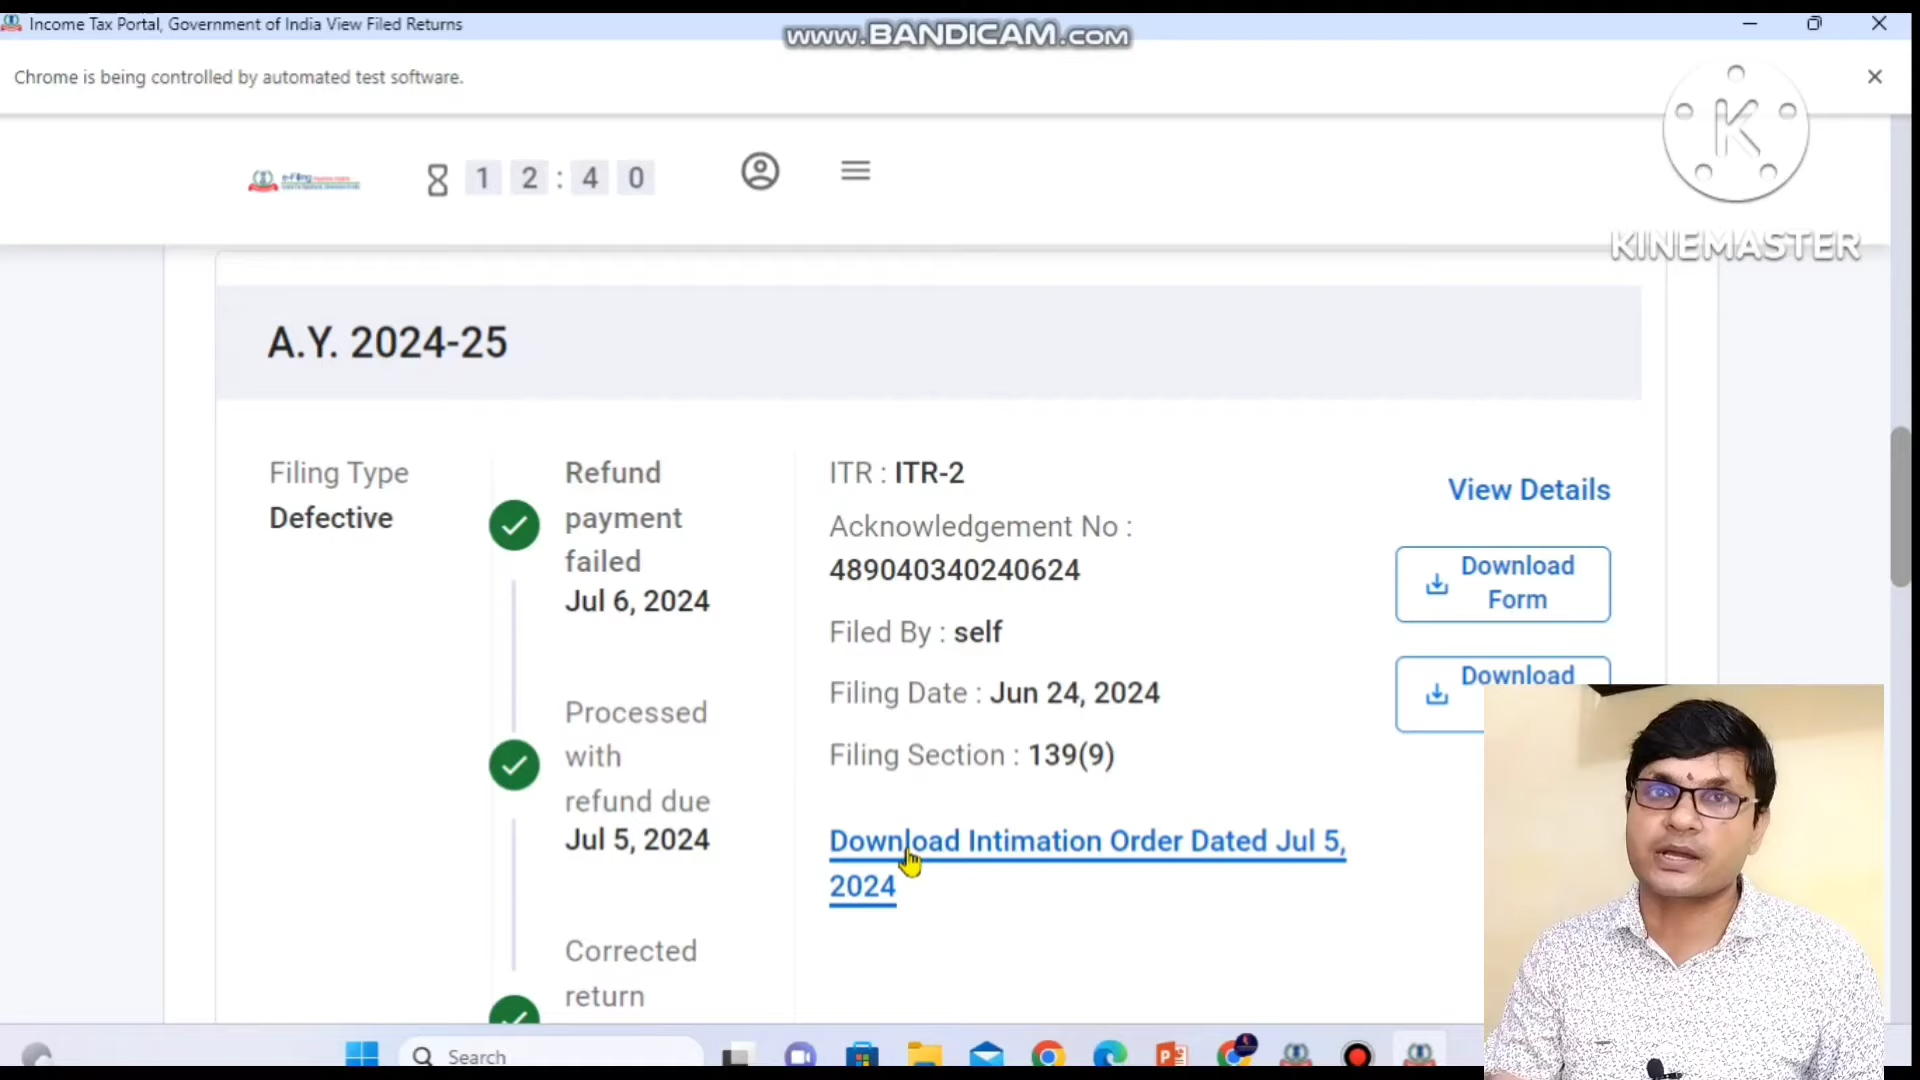 Income Tax Portal, Government of India View Filed Returns
www.BANDICAM.com
Chrome is being controlled by automated test software.
K
KINEMASTER
e-Filing
1 2 : 4 0
A.Y. 2024-25
Filing Type
Defective
Refund
payment
failed
Jul 6, 2024
Processed
with
refund due
Jul 5, 2024
Corrected
return
ITR : ITR-2
Acknowledgement No :
489040340240624
Filed By : self
Filing Date : Jun 24, 2024
Filing Section : 139(9)
Download Intimation Order Dated Jul 5,
2024
View Details
Download
Form
Download
Search